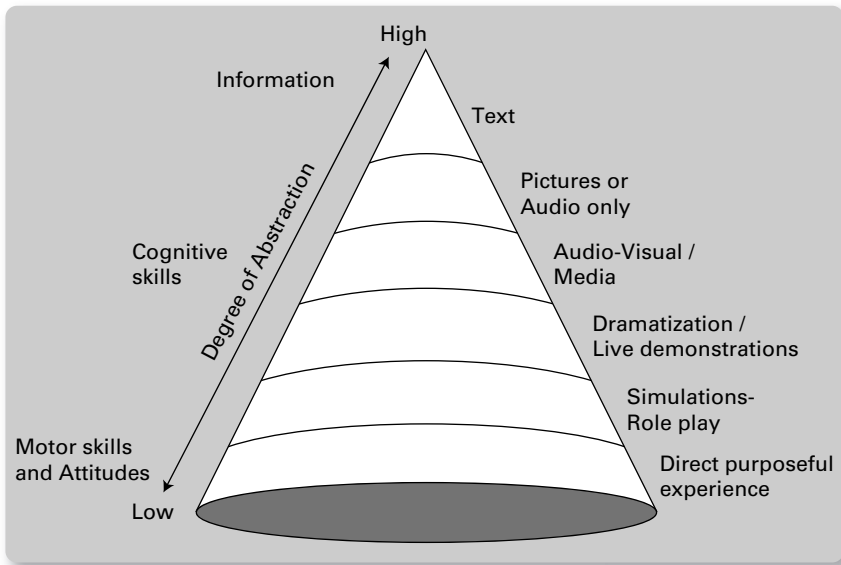 High
Information
Text
Pictures or
Audio only
Cognitive
skills
Degree of Abstraction
Audio-Visual /
Media
Dramatization /
Live demonstrations
Simulations-
Role play
Motor skills
and Attitudes
Direct purposeful
experience
Low